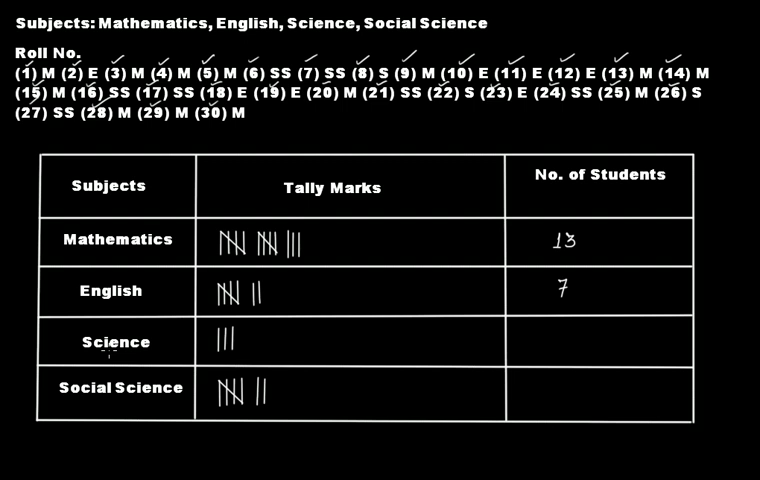 Subjects: Mathematics, English, Science, Social Science
Roll No.
(1) M (2) E (3) M (4) M (5) M (6) SS (7) SS (8) S (9) M (10) E (11) E (12) E (13) M (14) M
(15) M (16) SS (17) SS (18) E (19) E (20) M (21) SS (22) S (23) E (24) SS (25) M (26) S
(27) SS (28) M (29) M (30) M
Subjects Tally Marks No. of Students
Mathematics 13
English 7
Science
Social Science